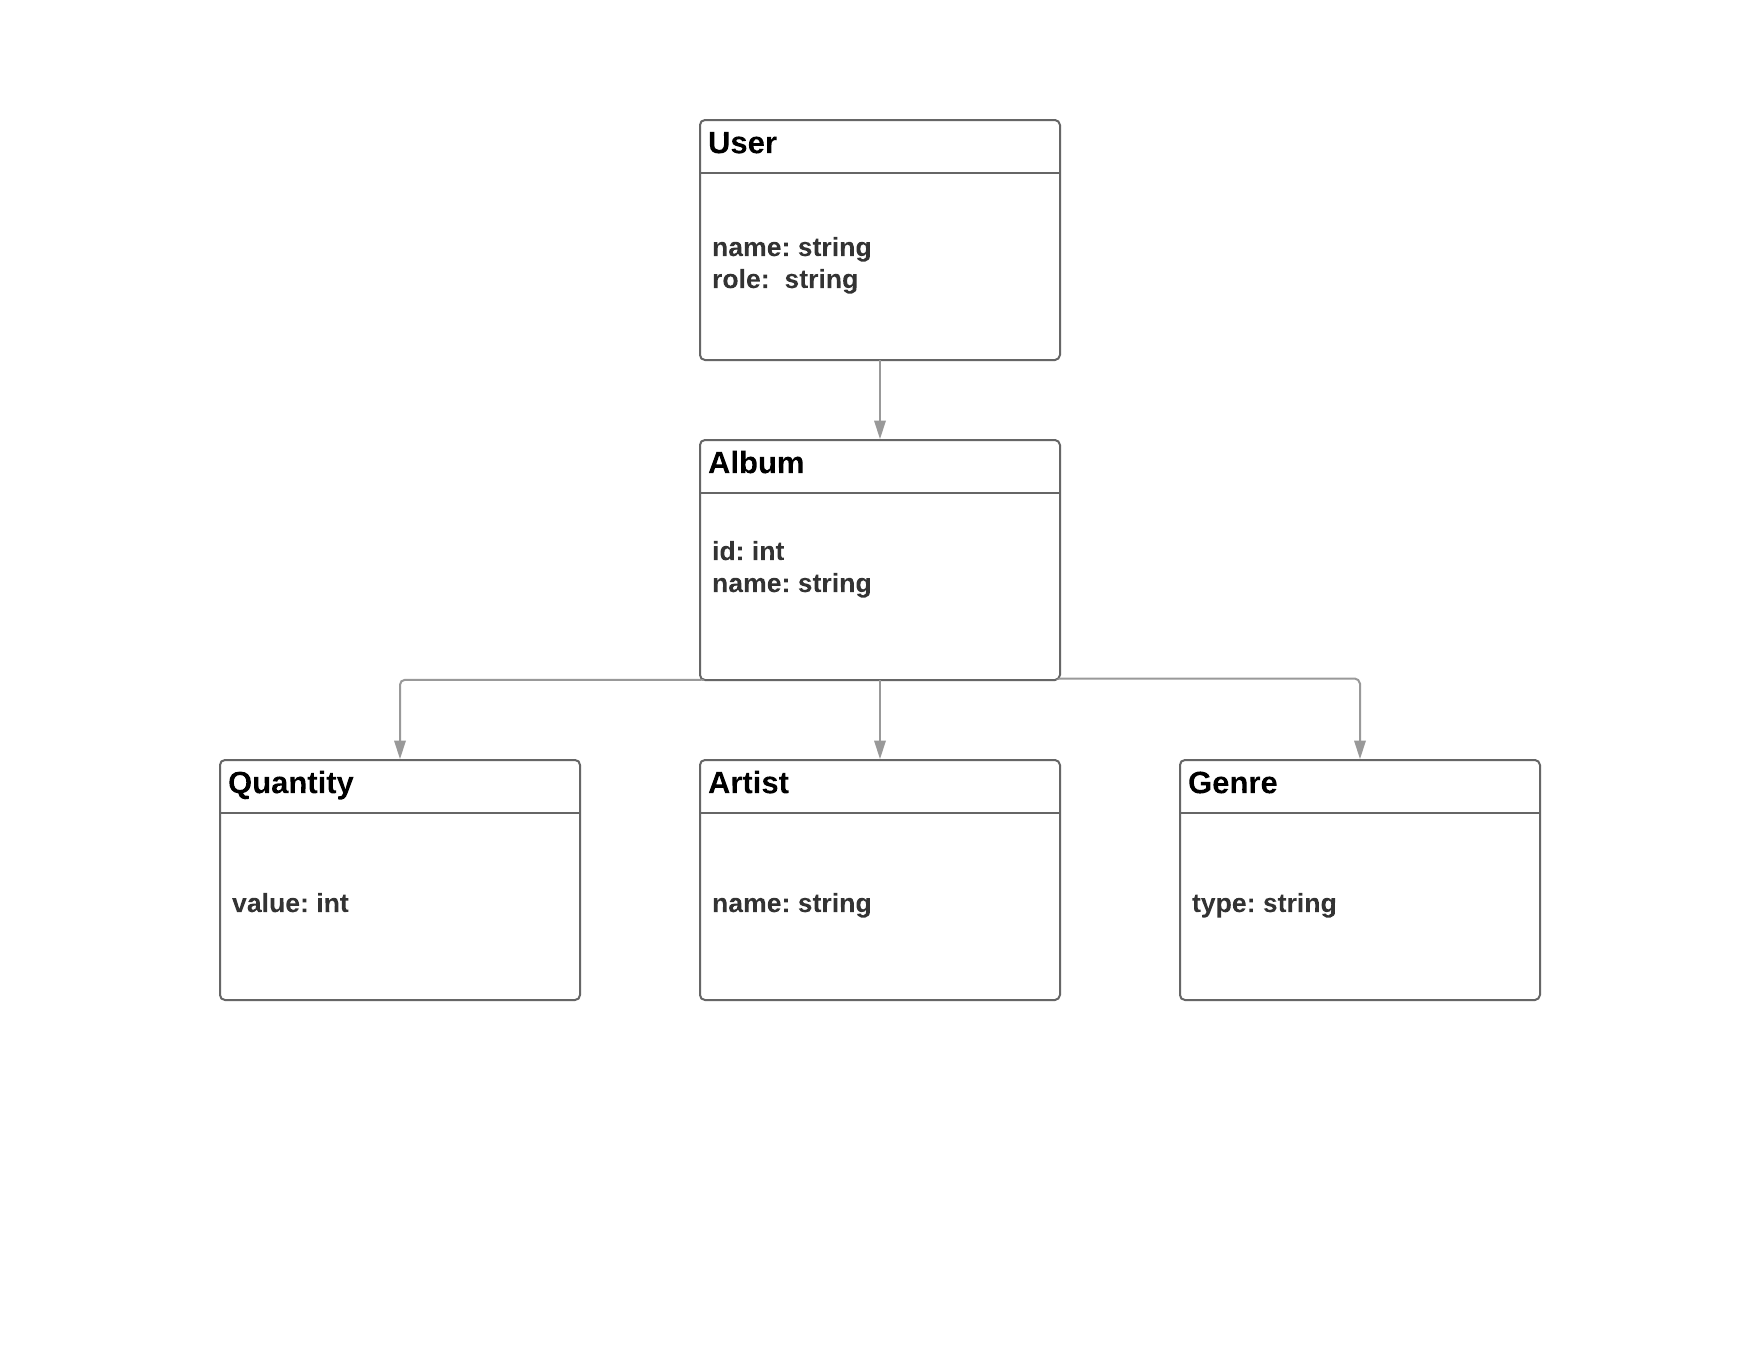 User
name: string
role:  string
Album
id: int
name: string
Quantity
value: int
Artist
name: string
Genre
type: string